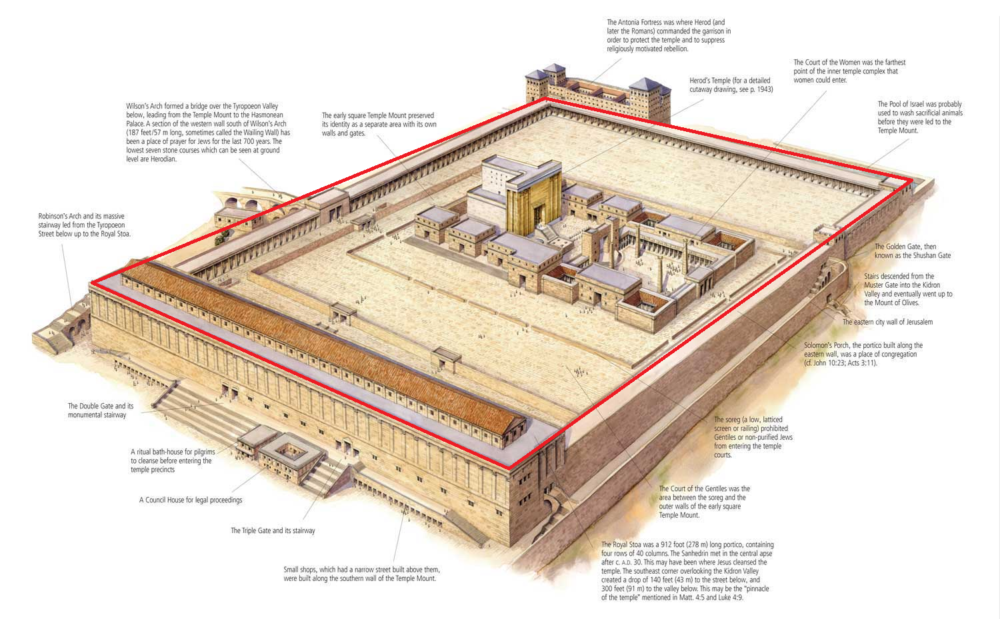 The Antonia Fortress was where Herod (and
later the Romans) commanded the garrison in
order to protect the temple and to suppress
religiously motivated rebellion.
The Court of the Women was the farthest
point of the inner temple complex that
women could enter.
Herod's Temple (for a detailed
cutaway drawing, see p. 1943)
The Pool of Israel was probably
used to wash sacrificial animals
before they were led to the
Temple Mount.
Wilson's Arch formed a bridge over the Tyropoeon Valley
below, leading from the Temple Mount to the Hasmonean
Palace. A section of the western wall south of Wilson's Arch
(187 feet/57 m long, sometimes called the Wailing Wall) has
been a place of prayer for Jews for the last 700 years. The
lowest seven stone courses which can be seen at ground
level are Herodian.
The early square Temple Mount preserved
its identity as a separate area with its own
walls and gates.
Robinson's Arch and its massive
stairway led from the Tyropoeon
Street below up to the Royal Stoa.
The Golden Gate, then
known as the Shushan Gate
Stairs descended from the
Muster Gate into the Kidron
Valley and eventually went up to
the Mount of Olives.
The eastern city wall of Jerusalem
Solomon's Porch, the portico built along the
eastern wall, was a place of congregation
(cf. John 10:23; Acts 3:11).
The Double Gate and its
monumental stairway
The soreg (a low, latticed
screen or railing) prohibited
Gentiles or non-purified Jews
from entering the temple
courts.
A ritual bath-house for pilgrims
to cleanse before entering the
temple precincts
A Council House for legal proceedings
The Court of the Gentiles was the
area between the soreg and the
outer walls of the early square
Temple Mount.
The Triple Gate and its stairway
Small shops, which had a narrow street built above them,
were built along the southern wall of the Temple Mount.
The Royal Stoa was a 912 foot (278 m) long portico, containing
four rows of 40 columns. The Sanhedrin met in the central apse
after c. A.D. 30. This may have been where Jesus cleansed the
temple. The southeast corner overlooking the Kidron Valley
created a drop of 140 feet (43 m) to the street below, and
300 feet (91 m) to the valley below. This may be the "pinnacle
of the temple" mentioned in Matt. 4:5 and Luke 4:9.